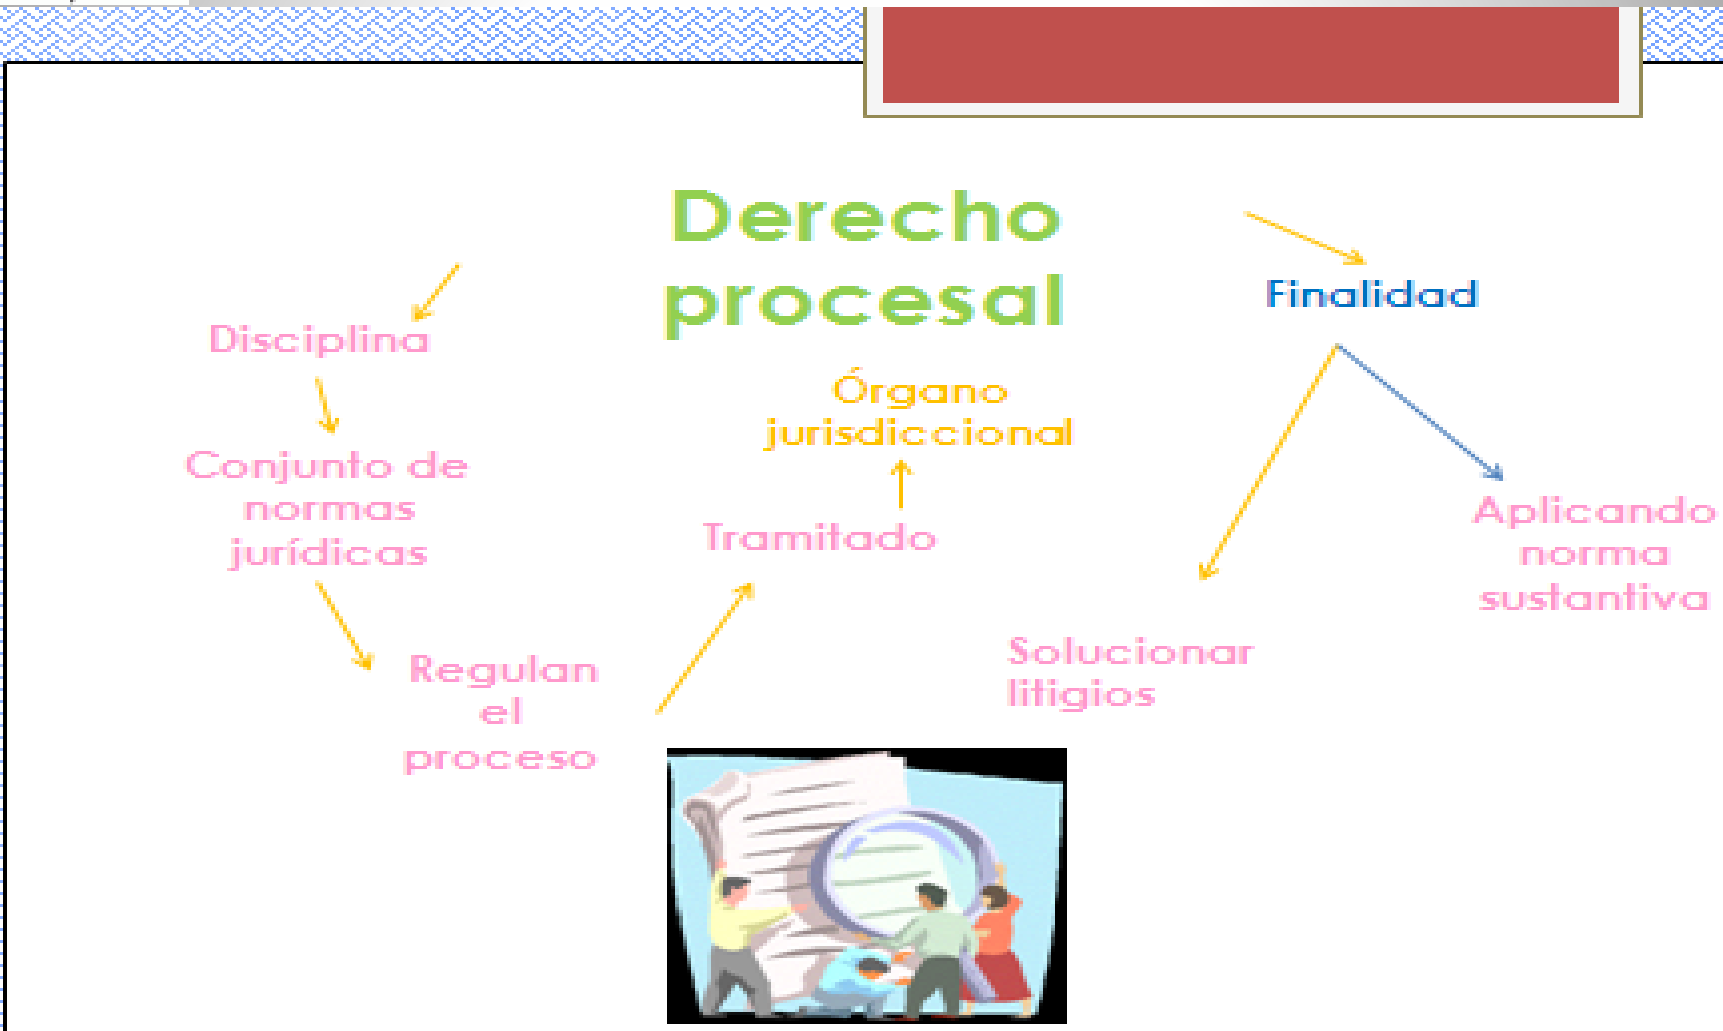 Derecho
procesal
Disciplina
Conjunto de
normas
jurídicas
Regulan
el
proceso
Tramitado
Órgano
jurisdiccional
Finalidad
Solucionar
litigios
Aplicando
norma
sustantiva